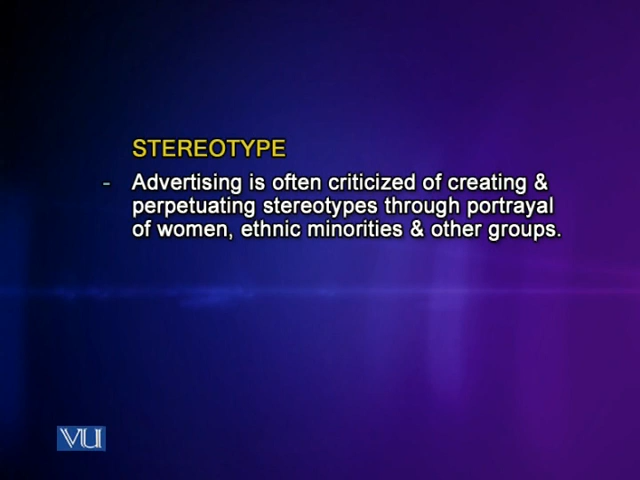 STEREOTYPE
- Advertising is often criticized of creating &
perpetuating stereotypes through portrayal
of women, ethnic minorities & other groups.
VU